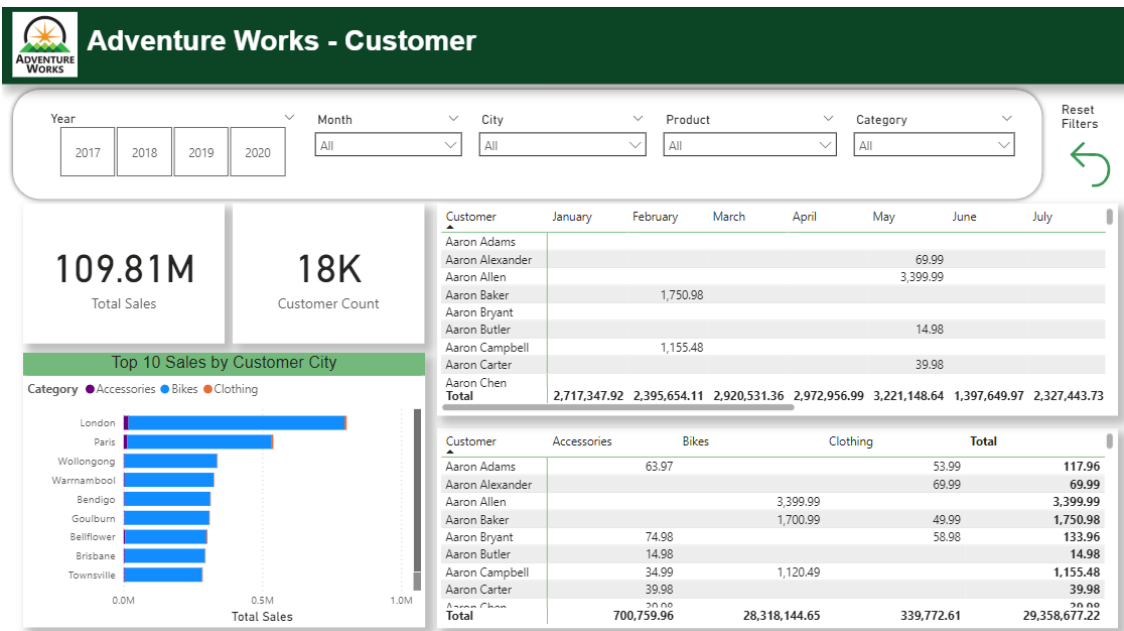 ADVENTURE
WORKS
Adventure Works - Customer
Year
2017 2018 2019 2020
Month
All
City
All
Product
All
Category
All
Reset
Filters
109.81M
Total Sales
18K
Customer Count
Top 10 Sales by Customer City
Category Accessories Bikes Clothing
London
Paris
Wollongong
Warrnambool
Bendigo
Goulburn
Bellflower
Brisbane
Townsville
0.0M 0.5M 1.0M
Total Sales
Customer January February March April May June July
Aaron Adams
Aaron Alexander 69.99
Aaron Allen 3,399.99
Aaron Baker 1,750.98
Aaron Bryant
Aaron Butler 14.98
Aaron Campbell 1,155.48
Aaron Carter 39.98
Aaron Chen
Total 2,717,347.92 2,395,654.11 2,920,531.36 2,972,956.99 3,221,148.64 1,397,649.97 2,327,443.73
Customer Accessories Bikes Clothing Total
Aaron Adams 63.97 53.99 117.96
Aaron Alexander 69.99 69.99
Aaron Allen 3,399.99 3,399.99
Aaron Baker 1,700.99 49.99 1,750.98
Aaron Bryant 74.98 58.98 133.96
Aaron Butler 14.98 14.98
Aaron Campbell 34.99 1,120.49 1,155.48
Aaron Carter 39.98 39.98
Aaron Chen
Total 700,759.96 28,318,144.65 339,772.61 29,358,677.22